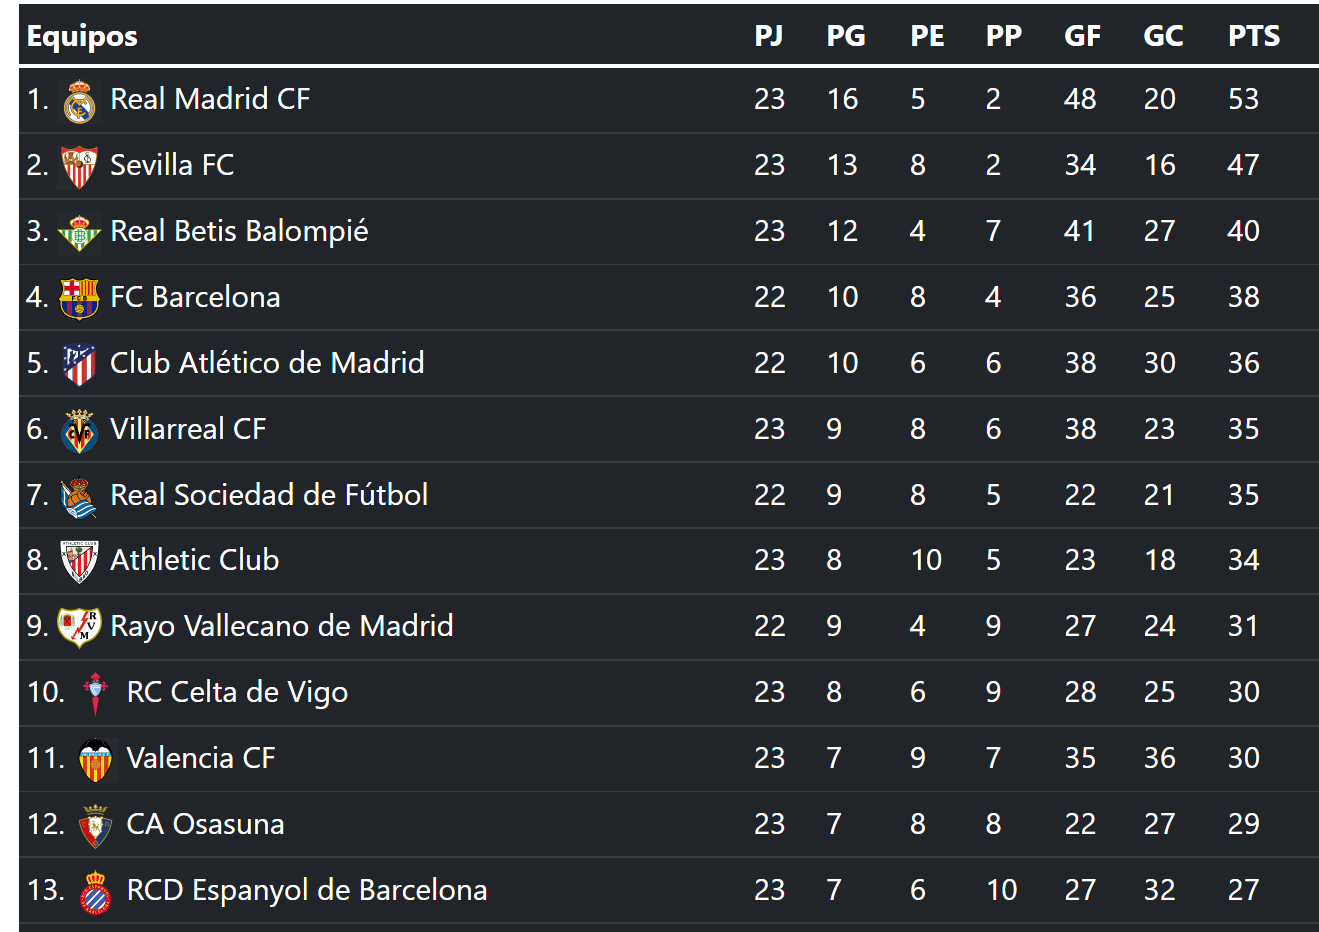 Equipos PJ PG PE PP GF GC PTS
1. Real Madrid CF 23 16 5 2 48 20 53
2. Sevilla FC 23 13 8 2 34 16 47
3. Real Betis Balompié 23 12 4 7 41 27 40
4. FC Barcelona 22 10 8 4 36 25 38
5. Club Atlético de Madrid 22 10 6 6 38 30 36
6. Villarreal CF 23 9 8 6 38 23 35
7. Real Sociedad de Fútbol 22 9 8 5 22 21 35
8. Athletic Club 23 8 10 5 23 18 34
9. Rayo Vallecano de Madrid 22 9 4 9 27 24 31
10. RC Celta de Vigo 23 8 6 9 28 25 30
11. Valencia CF 23 7 9 7 35 36 30
12. CA Osasuna 23 7 8 8 22 27 29
13. RCD Espanyol de Barcelona 23 7 6 10 27 32 27